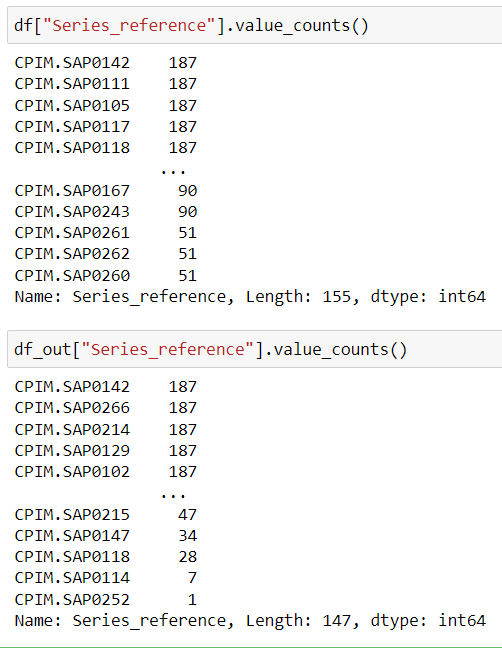 df["Series_reference"].value_counts()
CPIM.SAP0142    187
CPIM.SAP0111    187
CPIM.SAP0105    187
CPIM.SAP0117    187
CPIM.SAP0118    187
...
CPIM.SAP0167     90
CPIM.SAP0243     90
CPIM.SAP0261     51
CPIM.SAP0262     51
CPIM.SAP0260     51
Name: Series_reference, Length: 155, dtype: int64
df_out["Series_reference"].value_counts()
CPIM.SAP0142    187
CPIM.SAP0266    187
CPIM.SAP0214    187
CPIM.SAP0129    187
CPIM.SAP0102    187
...
CPIM.SAP0215     47
CPIM.SAP0147     34
CPIM.SAP0118     28
CPIM.SAP0114      7
CPIM.SAP0252      1
Name: Series_reference, Length: 147, dtype: int64